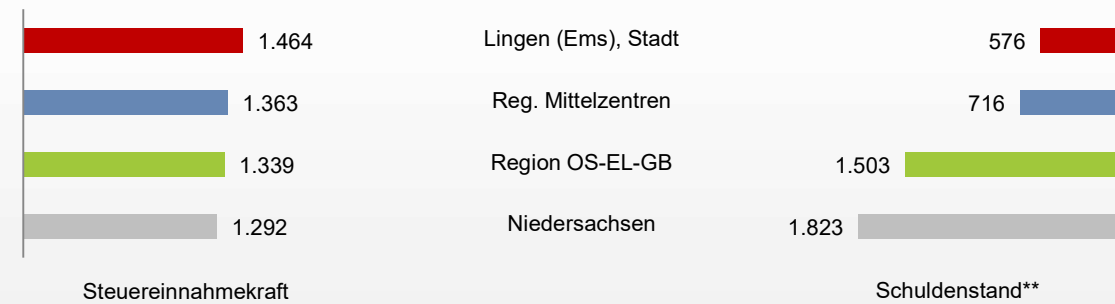 1.464 Lingen (Ems), Stadt 576
1.363 Reg. Mittelzentren 716
1.339 Region OS-EL-GB 1.503
1.292 Niedersachsen 1.823
Steuereinnahmekraft Schuldenstand**